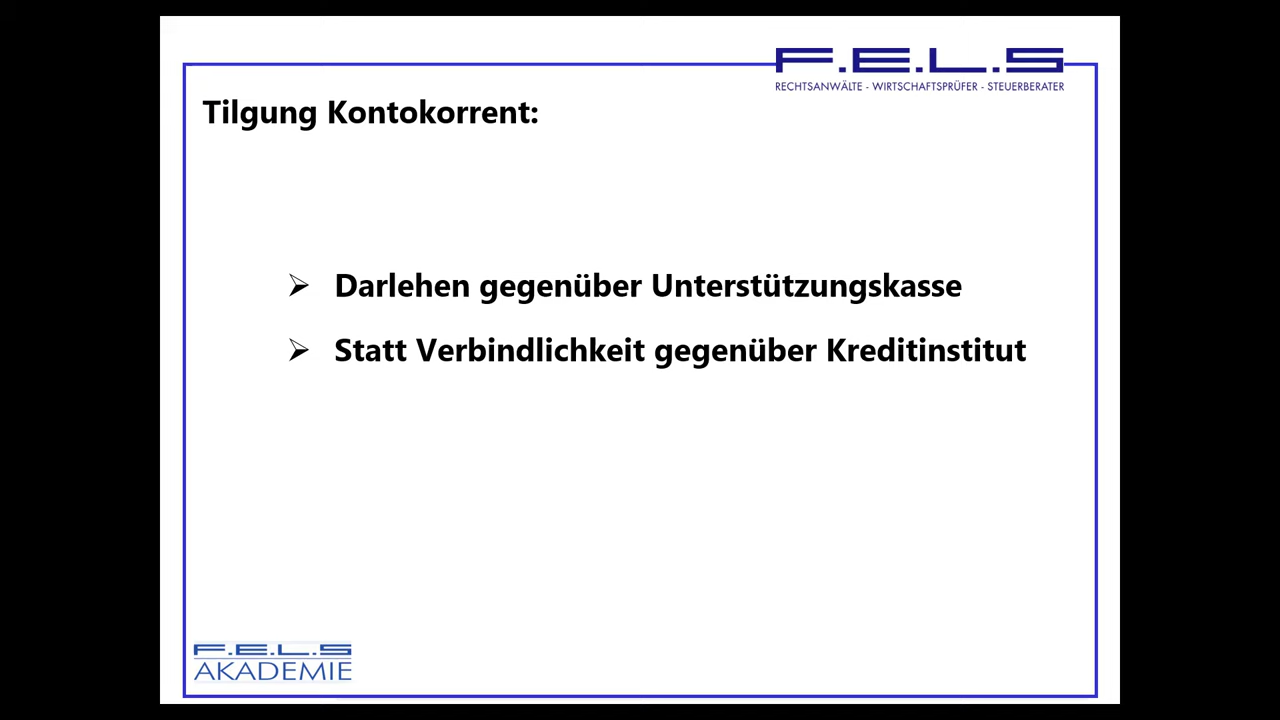 F.E.L.S
RECHTSANWÄLTE - WIRTSCHAFTSPRÜFER - STEUERBERATER
Tilgung Kontokorrent:
➢ Darlehen gegenüber Unterstützungskasse
➢ Statt Verbindlichkeit gegenüber Kreditinstitut
F.E.L.S
AKADEMIE